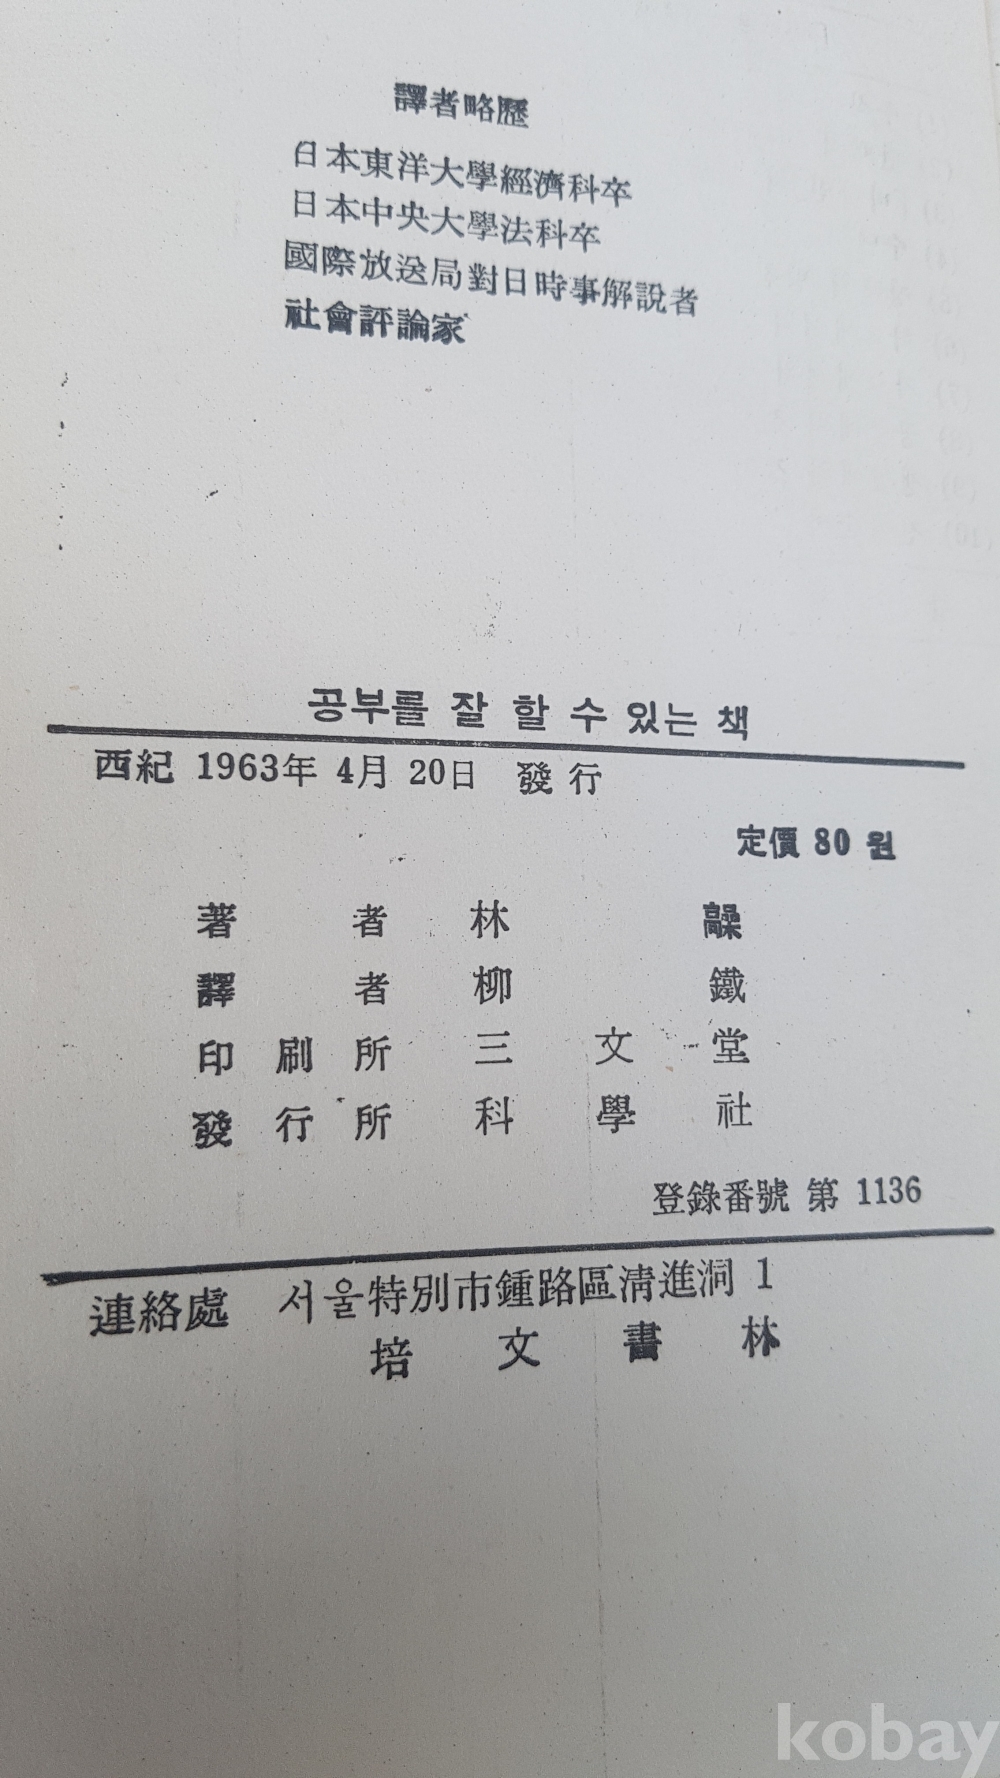 譯者略歷
日本東洋大學經濟科卒
日本中央大學法科卒
國際放送局對日時事解說者
社會評論家
공부를 잘 할 수 있는 책
西紀 1963年 4月 20日 發行
定價 80 원
著者 林髞
譯者 柳鐵
印刷所 三文堂
發行所 科學社
登錄番號 第 1136
連絡處 서울特別市鍾路區淸進洞 1
培文書林
kobay